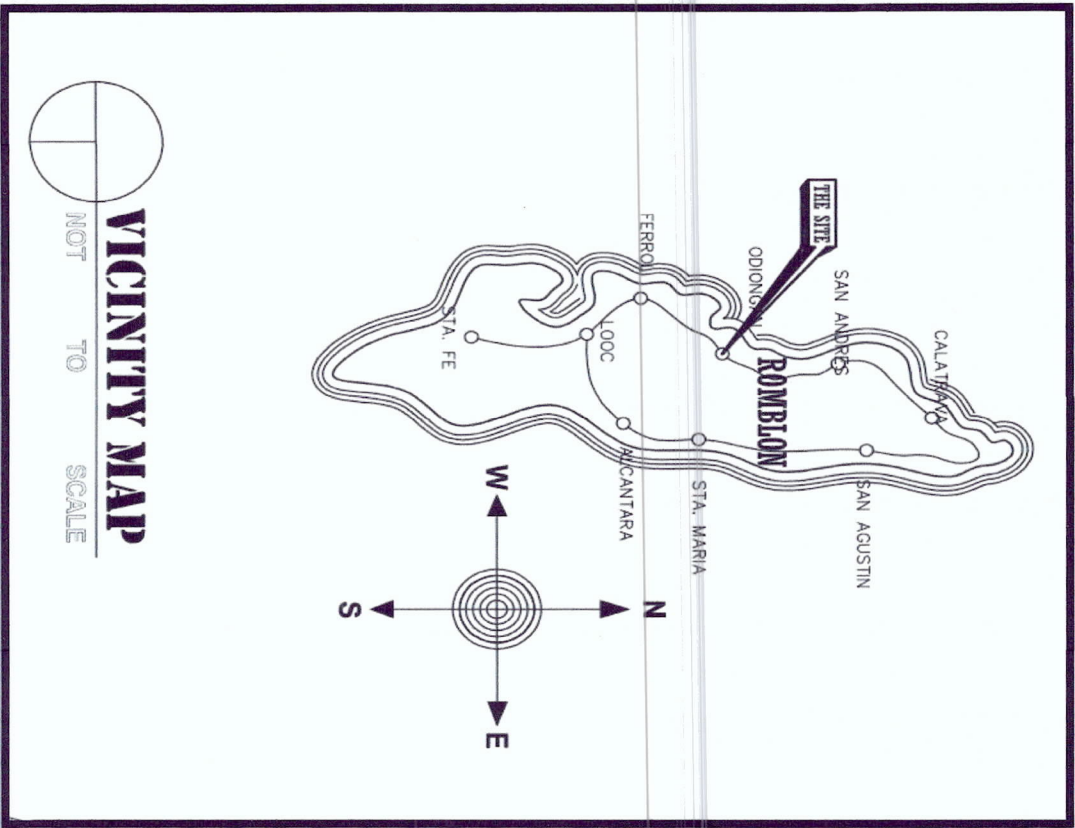 CALATRAVA
SAN AGUSTIN
SAN ANDRES
THE SITE
ODIONGAN
ROMBLON
STA. MARIA
FERROL
ALCANTARA
LOOC
STA. FE
N
W
E
S
VICINITY MAP
NOT TO SCALE